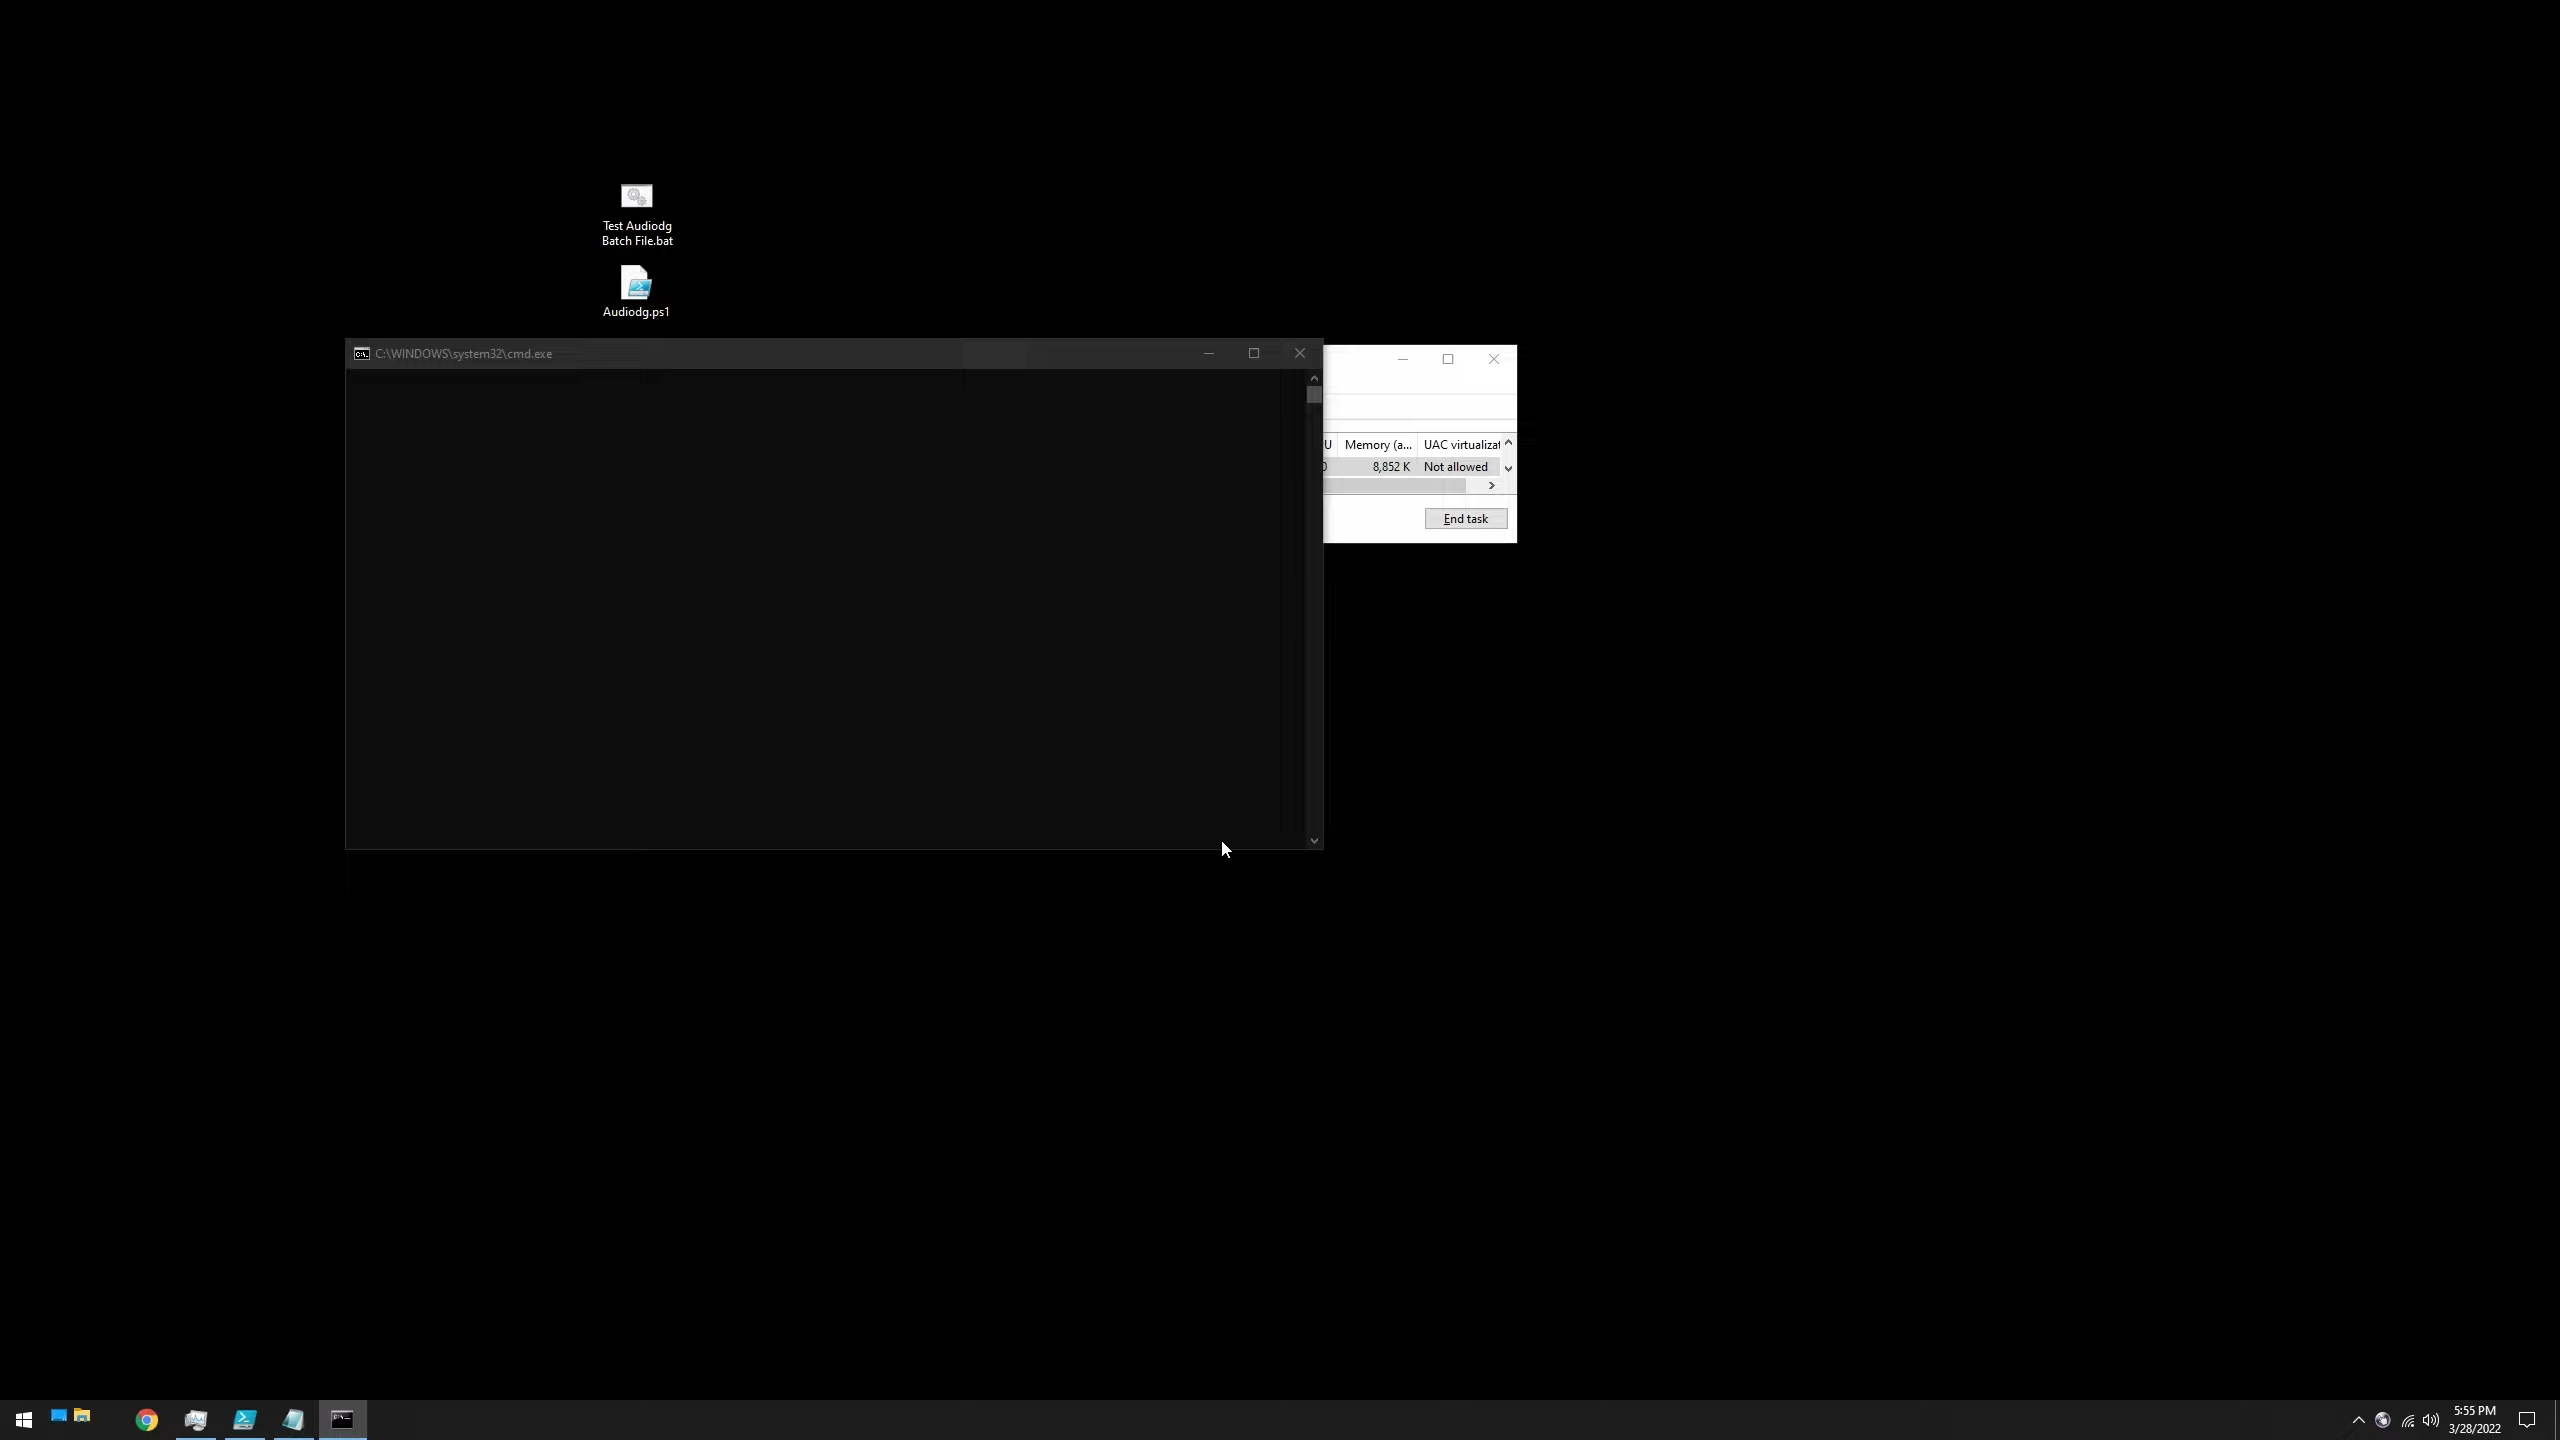 Test Audiodg
Batch File.bat
Audiodg.ps1
C:\WINDOWS\system32\cmd.exe
U Memory (a... UAC virtualizat
0 8,852 K Not allowed
End task
5:55 PM
3/28/2022